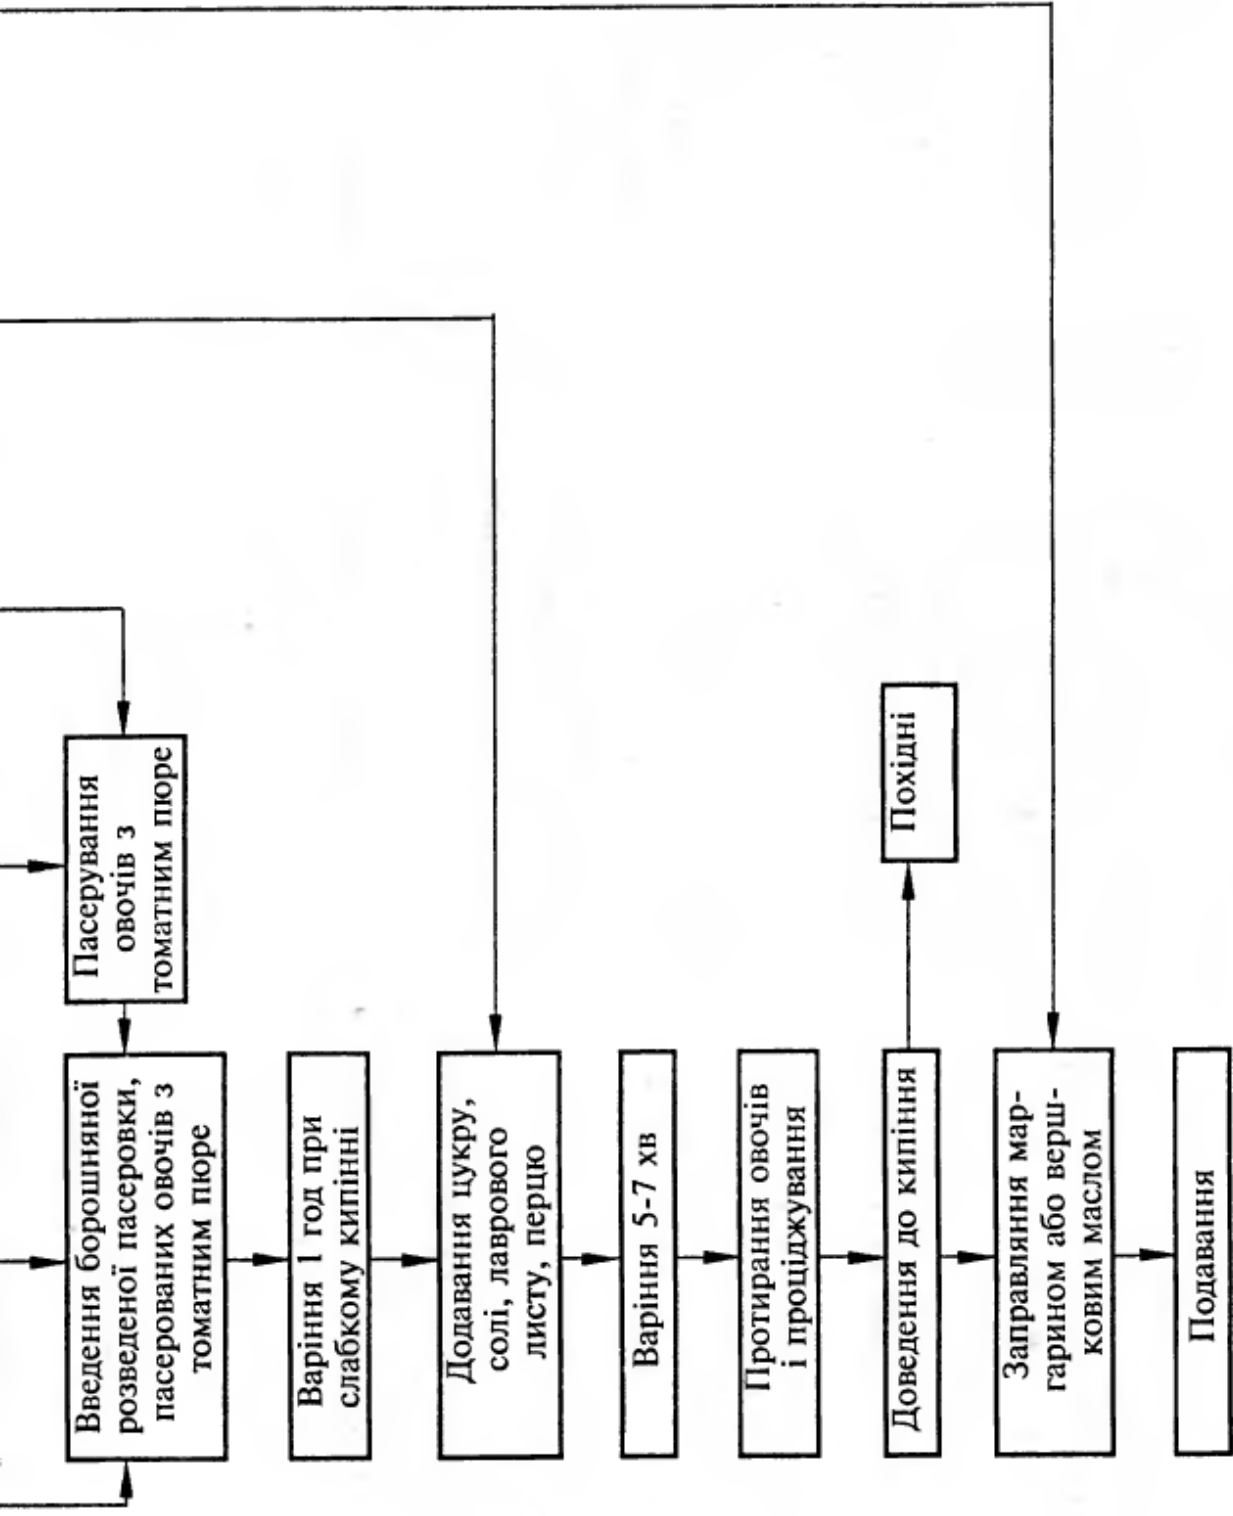 Пасерування
овочів з
томатним пюре
Введення борошняної
розведеної пасеровки,
пасерованих овочів з
томатним пюре
Варіння 1 год при
слабкому кипінні
Додавання цукру,
солі, лаврового
листу, перцю
Варіння 5-7 хв
Протирання овочів
і проціджування
Доведення до кипіння
Похідні
Заправляння мар-
гарином або верш-
ковим маслом
Подавання